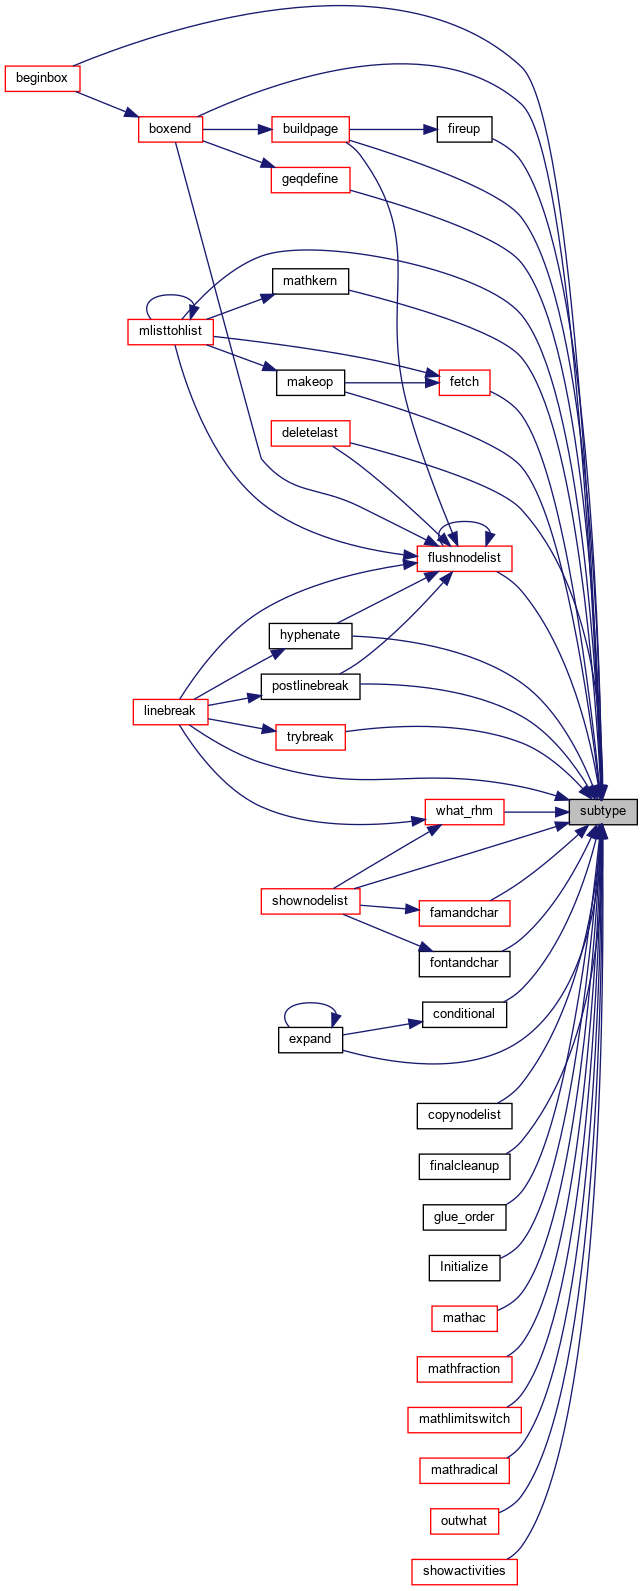 beginbox
boxend
buildpage
fireup
geqdefine
mathkern
mlisttohlist
makeop
fetch
deletelast
flushnodelist
hyphenate
postlinebreak
linebreak
trybreak
what_rhm
subtype
shownodelist
famandchar
fontandchar
conditional
expand
copynodelist
finalcleanup
glue_order
Initialize
mathac
mathfraction
mathlimitswitch
mathradical
outwhat
showactivities